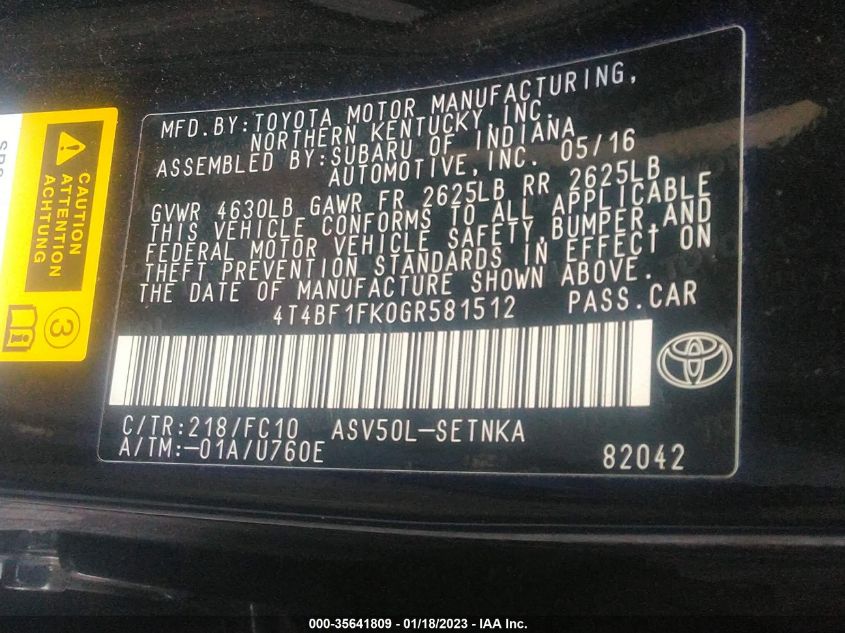 MFD.BY:TOYOTA MOTOR MANUFACTURING,
NORTHERN KENTUCKY INC.
ASSEMBLED BY:SUBARU OF INDIANA
AUTOMOTIVE,INC. 05/16
GVWR 4630LB GAWR FR 2625LB RR 2625LB
THIS VEHICLE CONFORMS TO ALL APPLICABLE
FEDERAL MOTOR VEHICLE SAFETY,BUMPER,AND
THEFT PREVENTION STANDARDS IN EFFECT ON
THE DATE OF MANUFACTURE SHOWN ABOVE.
4T4BF1FK0GR581512 PASS.CAR
C/TR:218/FC10 ASV50L-SETNKA
A/TM:-01A/U760E
82042
CAUTION
ATTENTION
ACHTUNG
3
000-35641809 - 01/18/2023 - IAA Inc.